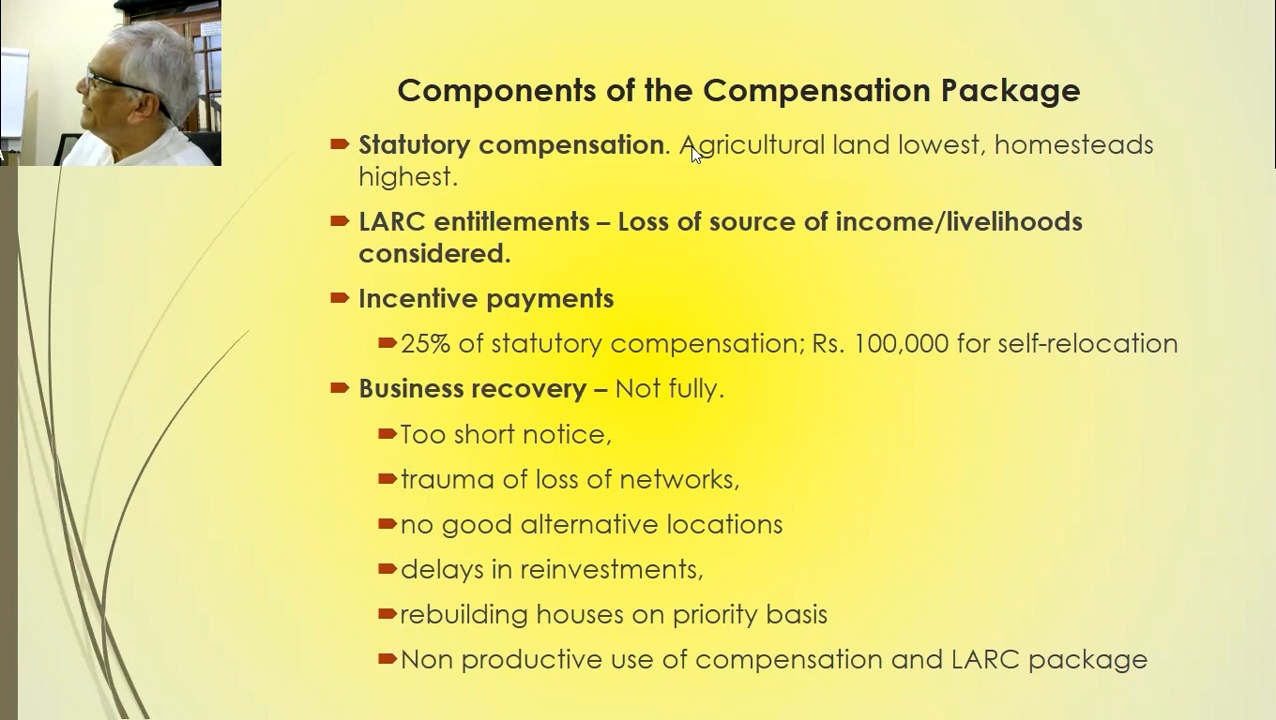 Components of the Compensation Package
Statutory compensation. Agricultural land lowest, homesteads
highest.
LARC entitlements – Loss of source of income/livelihoods
considered.
Incentive payments
25% of statutory compensation; Rs. 100,000 for self-relocation
Business recovery – Not fully.
Too short notice,
trauma of loss of networks,
no good alternative locations
delays in reinvestments,
rebuilding houses on priority basis
Non productive use of compensation and LARC package